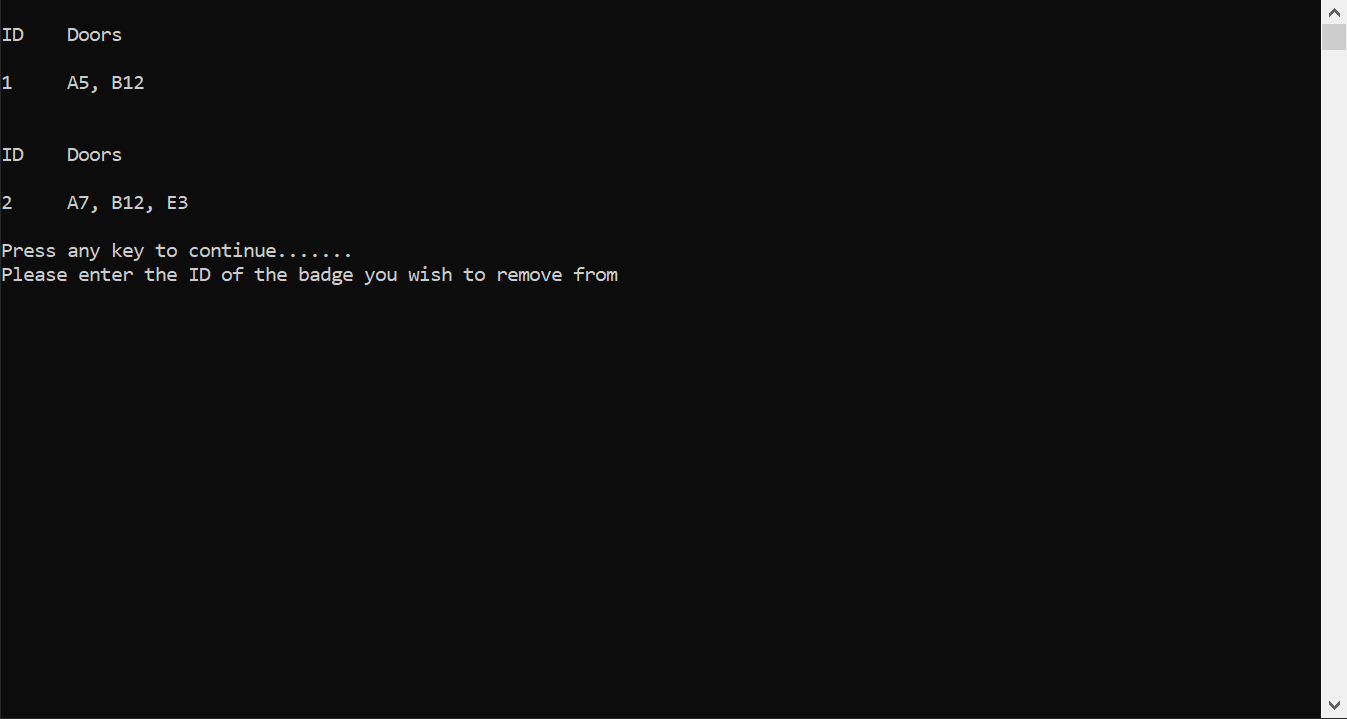 ID    Doors
1     A5, B12
ID    Doors
2     A7, B12, E3
Press any key to continue.......
Please enter the ID of the badge you wish to remove from